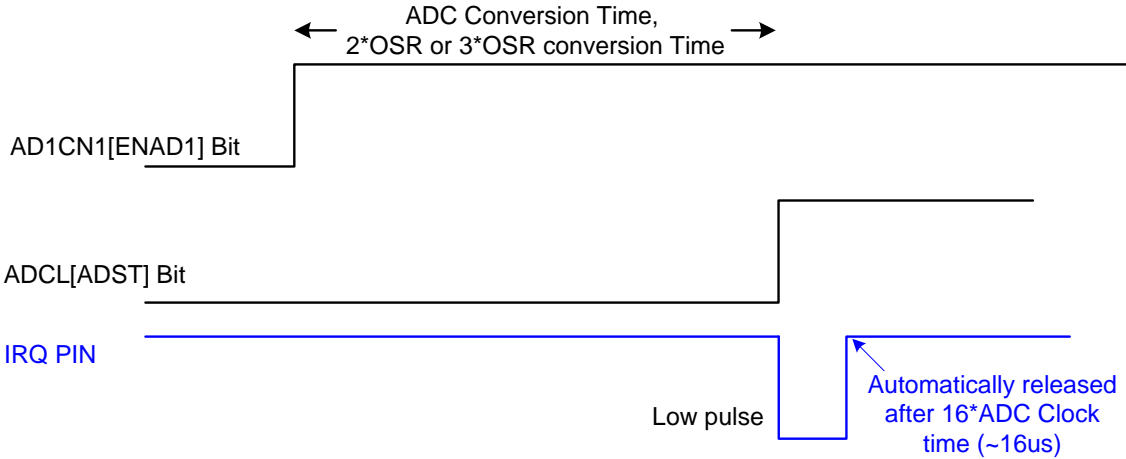 ADC Conversion Time,
2*OSR or 3*OSR conversion Time
AD1CN1[ENAD1] Bit
ADCL[ADST] Bit
IRQ PIN
Low pulse
Automatically released
after 16*ADC Clock
time (~16us)